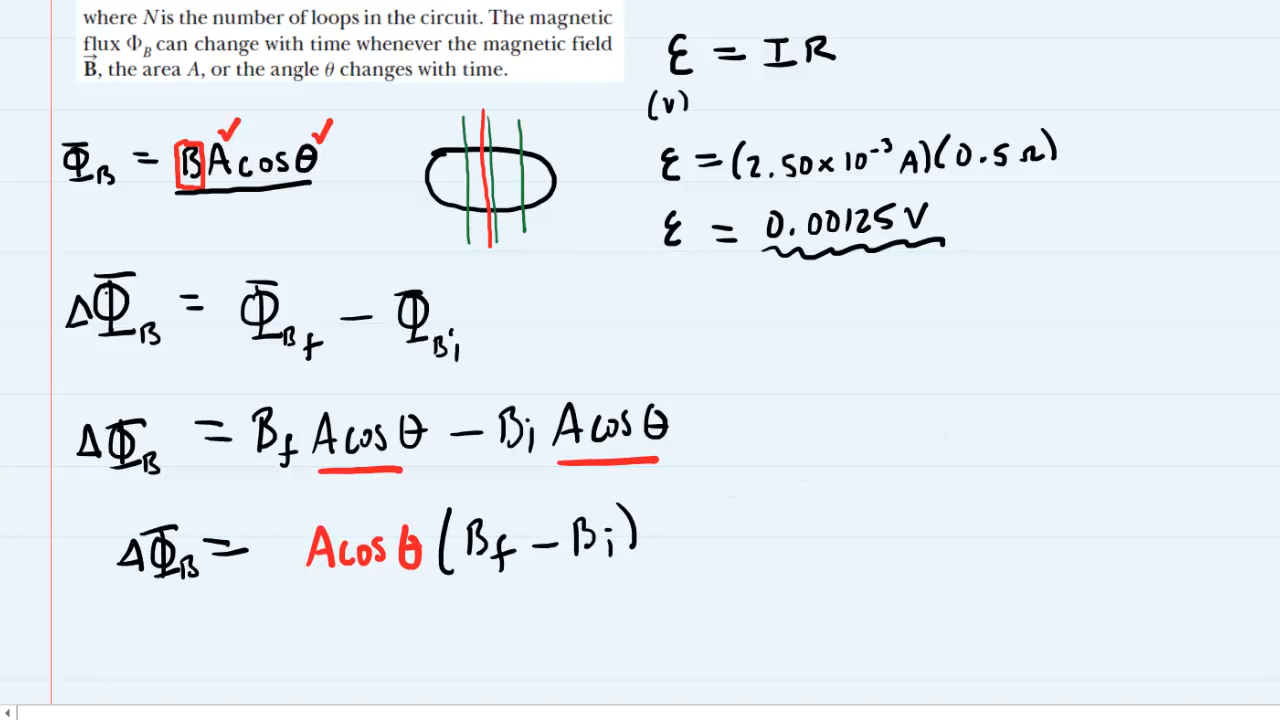 where N is the number of loops in the circuit. The magnetic
flux Φ_B can change with time whenever the magnetic field
B⃗, the area A, or the angle θ changes with time.
Φ_B = BAcosθ
ΔΦ_B = Φ_Bf − Φ_Bi
ΔΦ_B = B_f Acosθ − B_i Acosθ
ΔΦ_B = Acosθ (B_f − B_i)
ℰ = IR
(V)
ℰ = (2.50×10⁻³ A)(0.5 Ω)
ℰ = 0.00125 V